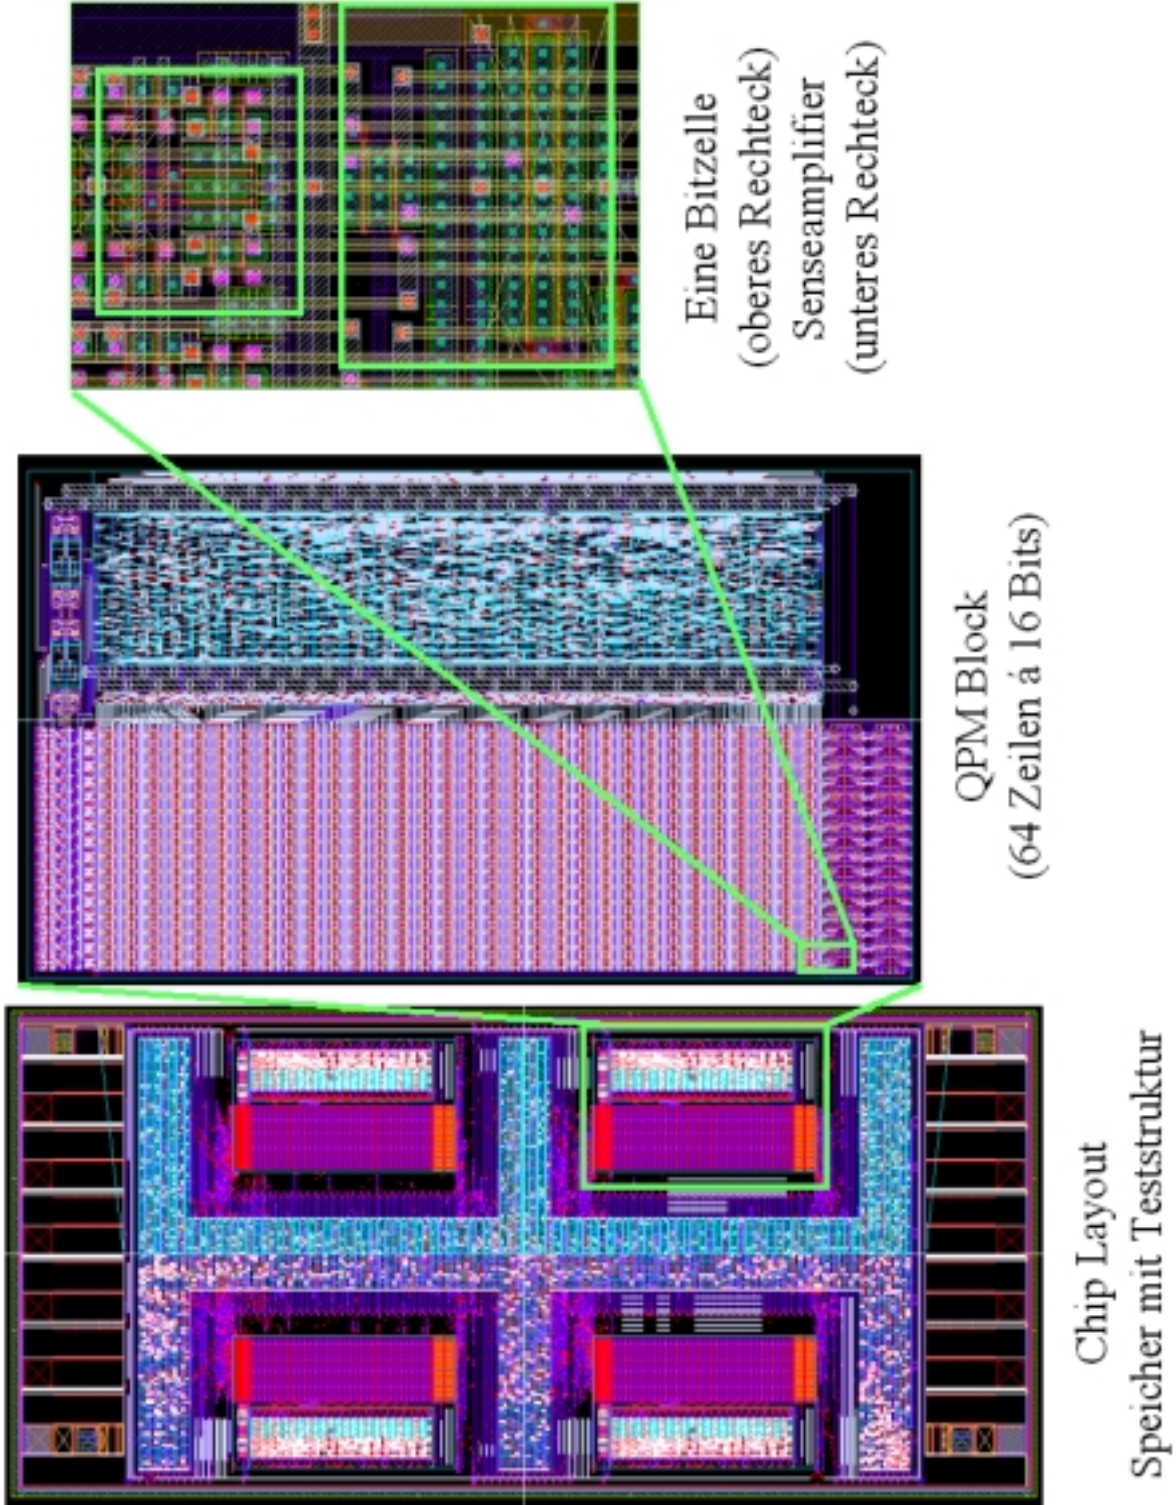 Chip Layout
Speicher mit Teststruktur
QPM Block
(64 Zeilen á 16 Bits)
Eine Bitzelle
(oberes Rechteck)
Senseamplifier
(unteres Rechteck)